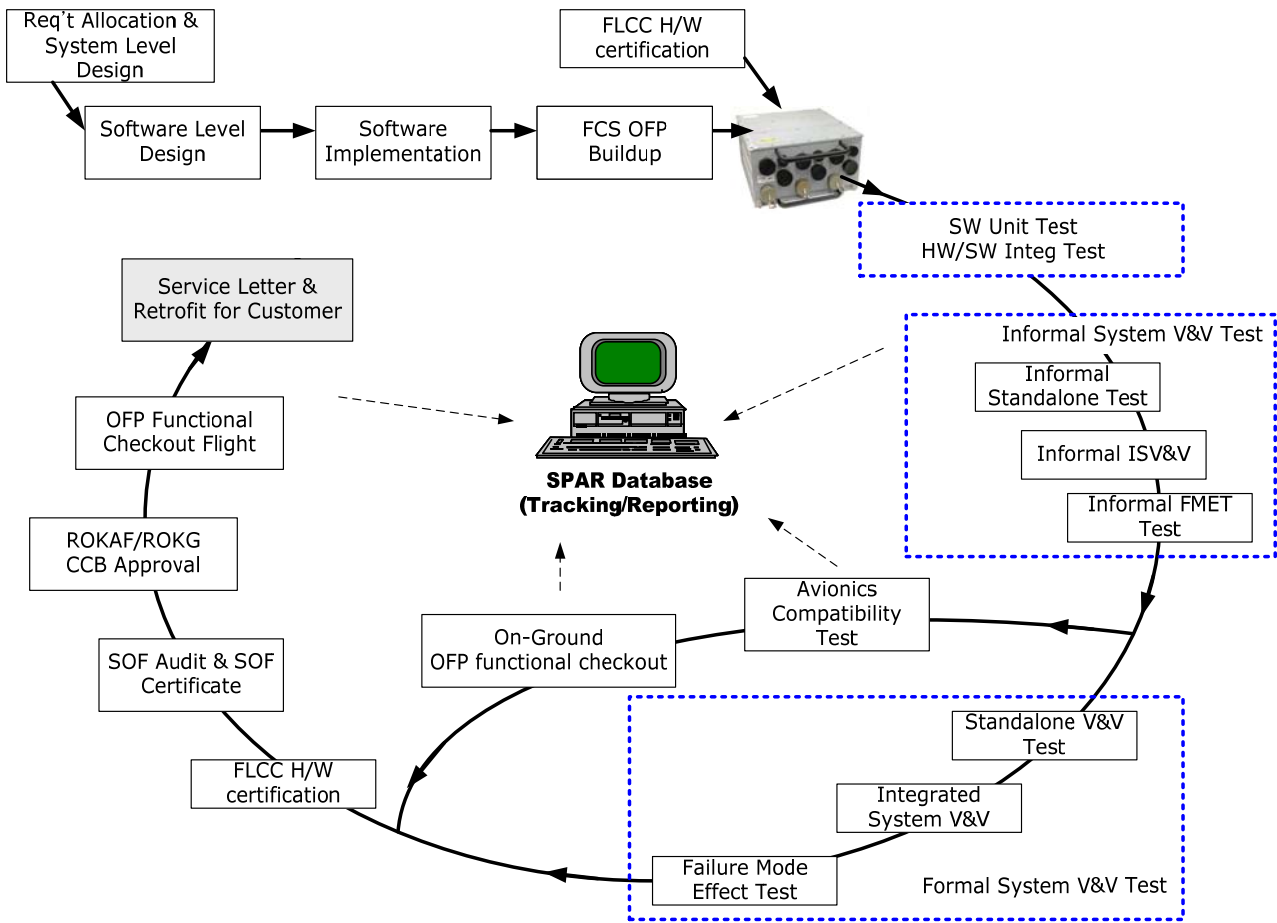 Req't Allocation &
System Level
Design
FLCC H/W
certification
Software Level
Design
Software
Implementation
FCS OFP
Buildup
SW Unit Test
HW/SW Integ Test
Service Letter &
Retrofit for Customer
Informal System V&V Test
Informal
Standalone Test
Informal ISV&V
Informal FMET
Test
OFP Functional
Checkout Flight
SPAR Database
(Tracking/Reporting)
ROKAF/ROKG
CCB Approval
Avionics
Compatibility
Test
On-Ground
OFP functional checkout
SOF Audit & SOF
Certificate
Standalone V&V
Test
FLCC H/W
certification
Integrated
System V&V
Failure Mode
Effect Test
Formal System V&V Test